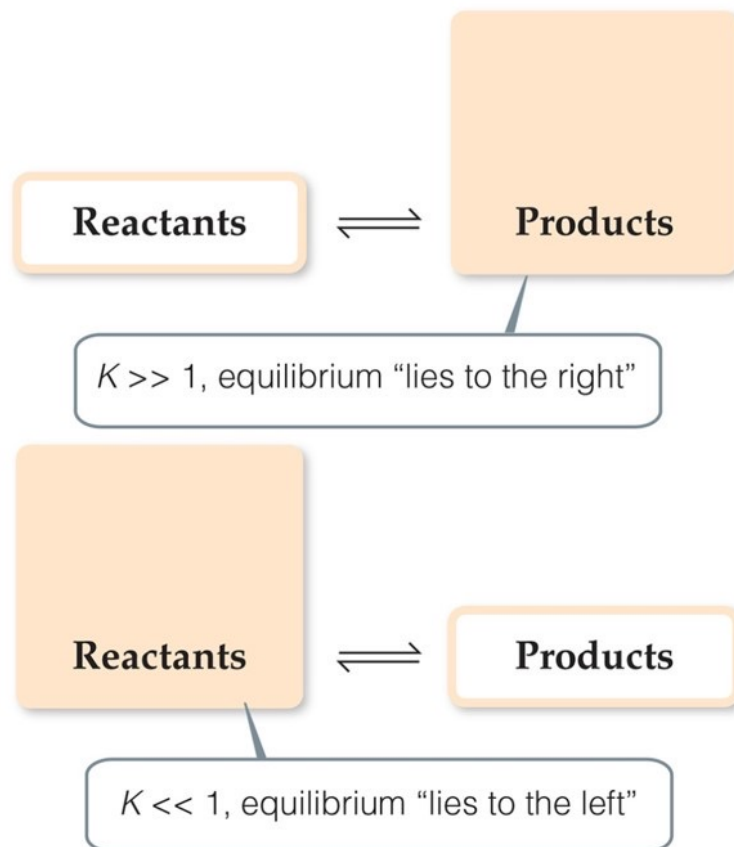 Reactants ⇌ Products
K >> 1, equilibrium “lies to the right”
Reactants ⇌ Products
K << 1, equilibrium “lies to the left”